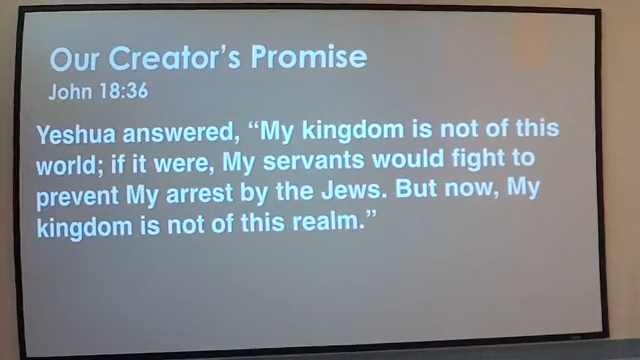 Our Creator's Promise
John 18:36
Yeshua answered, “My kingdom is not of this
world; if it were, My servants would fight to
prevent My arrest by the Jews. But now, My
kingdom is not of this realm.”